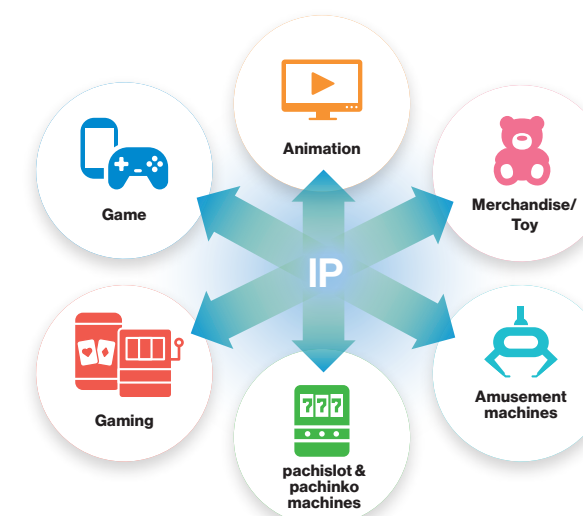 Animation
Game
Merchandise/
Toy
IP
Gaming
777
pachislot &
pachinko
machines
Amusement
machines